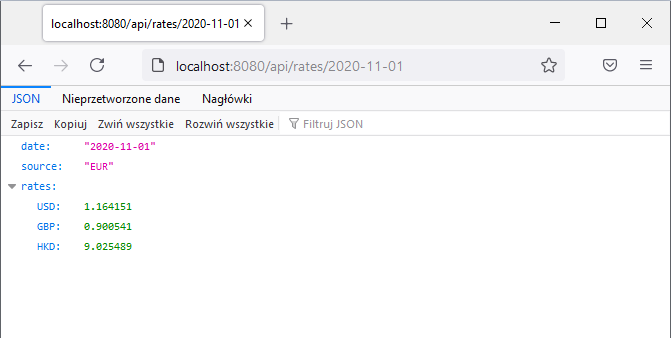 localhost:8080/api/rates/2020-11-01
localhost:8080/api/rates/2020-11-01
JSON Nieprzetworzone dane Nagłówki
Zapisz Kopiuj Zwiń wszystkie Rozwiń wszystkie Filtruj JSON
date: "2020-11-01"
source: "EUR"
rates:
USD: 1.164151
GBP: 0.900541
HKD: 9.025489